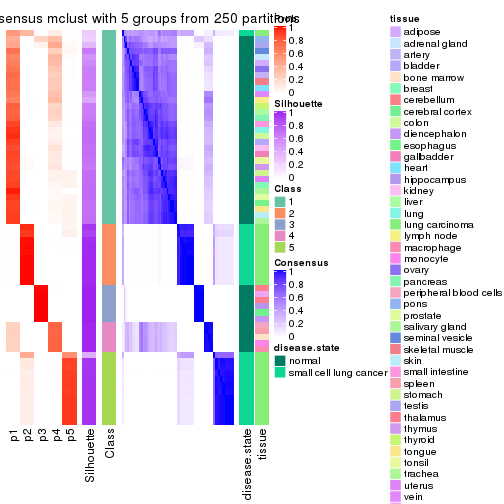 sensus mclust with 5 groups from 250 partitions
Prob
1
0.8
0.6
0.4
0.2
0
Silhouette
1
0.8
0.6
0.4
0.2
0
Class
1
2
3
4
5
Consensus
1
0.8
0.6
0.4
0.2
0
disease.state
normal
small cell lung cancer
tissue
adipose
adrenal gland
artery
bladder
bone marrow
breast
cerebellum
cerebral cortex
colon
diencephalon
esophagus
galbladder
heart
hippocampus
kidney
liver
lung
lung carcinoma
lymph node
macrophage
monocyte
ovary
pancreas
peripheral blood cells
pons
prostate
salivary gland
seminal vesicle
skeletal muscle
skin
small intestine
spleen
stomach
testis
thalamus
thymus
thyroid
tongue
tonsil
trachea
uterus
vein
p1
p2
p3
p4
p5
Silhouette
Class
disease.state
tissue